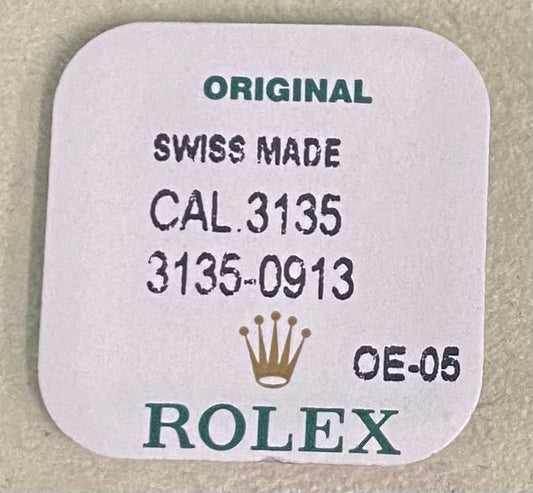 ORIGINAL
SWISS MADE
CAL.3135
3135-0913
OE-05
ROLEX